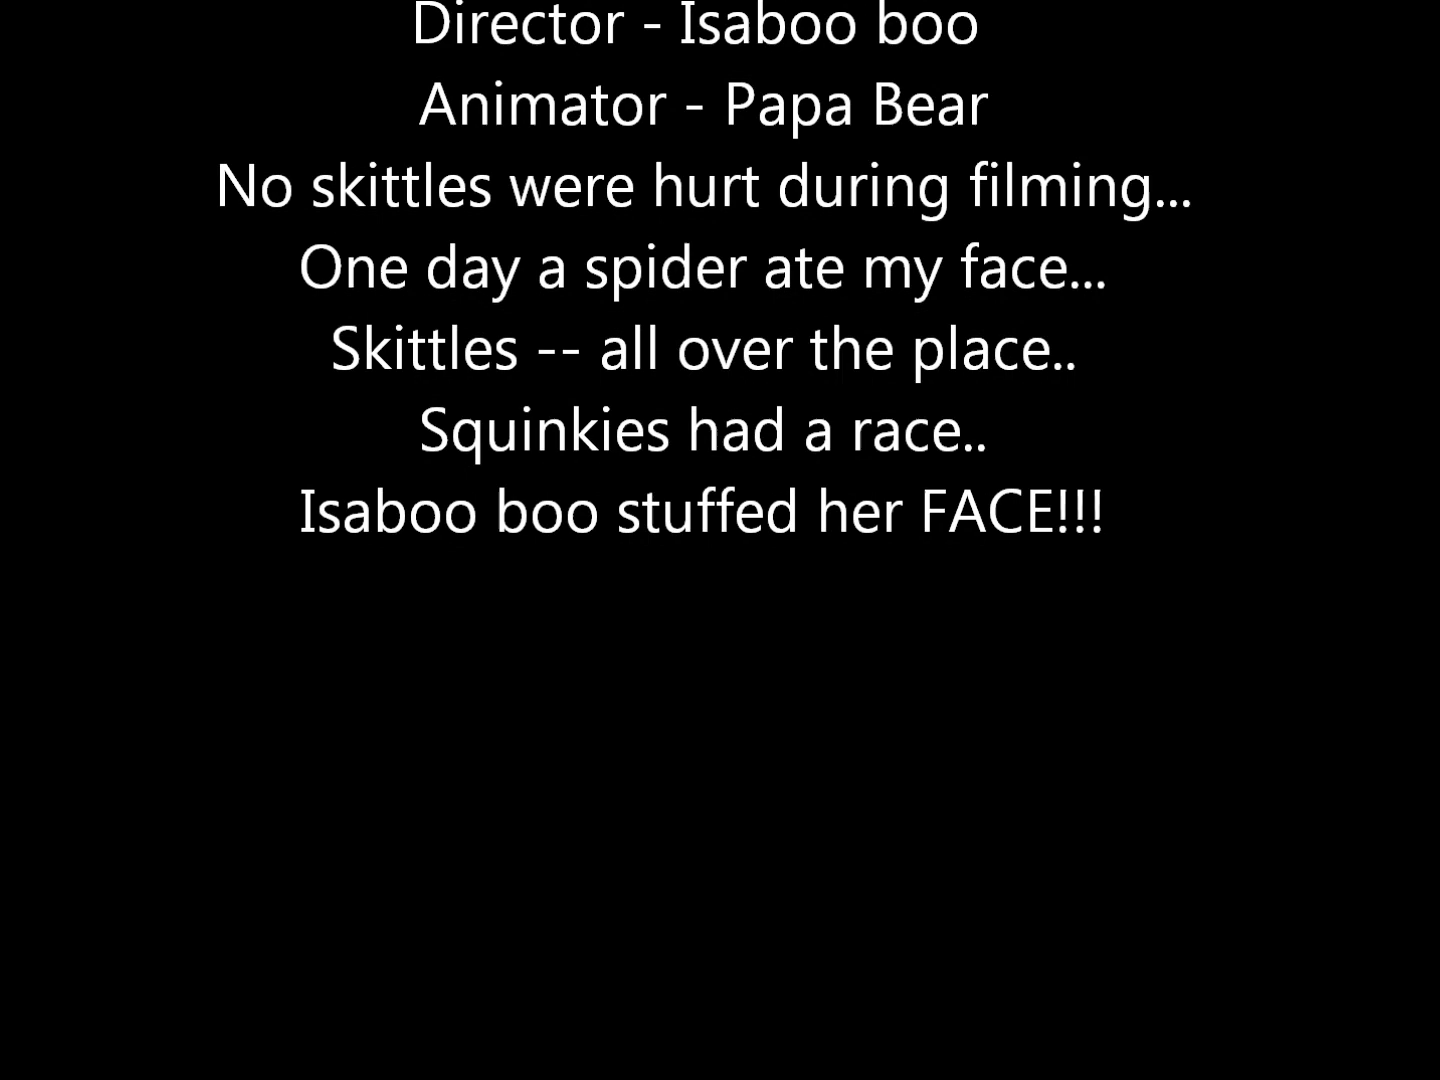 Director - Isaboo boo
Animator - Papa Bear
No skittles were hurt during filming...
One day a spider ate my face...
Skittles -- all over the place..
Squinkies had a race..
Isaboo boo stuffed her FACE!!!